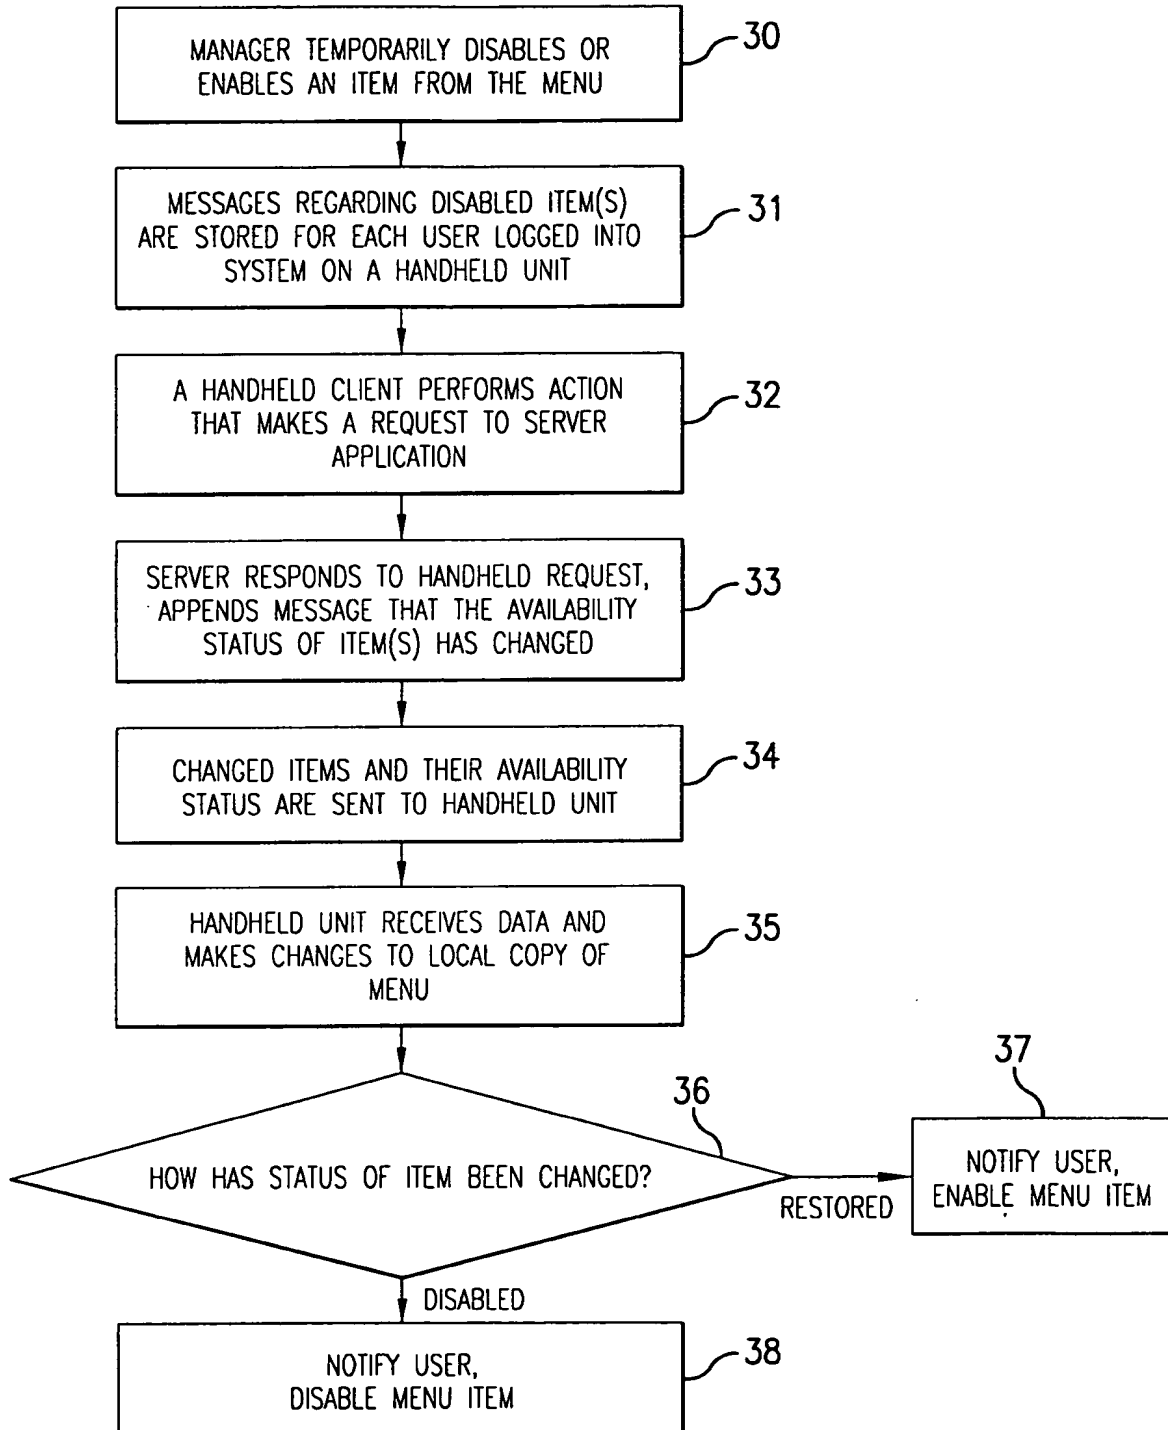 MANAGER TEMPORARILY DISABLES OR
ENABLES AN ITEM FROM THE MENU
30
MESSAGES REGARDING DISABLED ITEM(S)
ARE STORED FOR EACH USER LOGGED INTO
SYSTEM ON A HANDHELD UNIT
31
A HANDHELD CLIENT PERFORMS ACTION
THAT MAKES A REQUEST TO SERVER
APPLICATION
32
SERVER RESPONDS TO HANDHELD REQUEST,
APPENDS MESSAGE THAT THE AVAILABILITY
STATUS OF ITEM(S) HAS CHANGED
33
CHANGED ITEMS AND THEIR AVAILABILITY
STATUS ARE SENT TO HANDHELD UNIT
34
HANDHELD UNIT RECEIVES DATA AND
MAKES CHANGES TO LOCAL COPY OF
MENU
35
HOW HAS STATUS OF ITEM BEEN CHANGED?
36
RESTORED
37
NOTIFY USER,
ENABLE MENU ITEM
DISABLED
NOTIFY USER,
DISABLE MENU ITEM
38